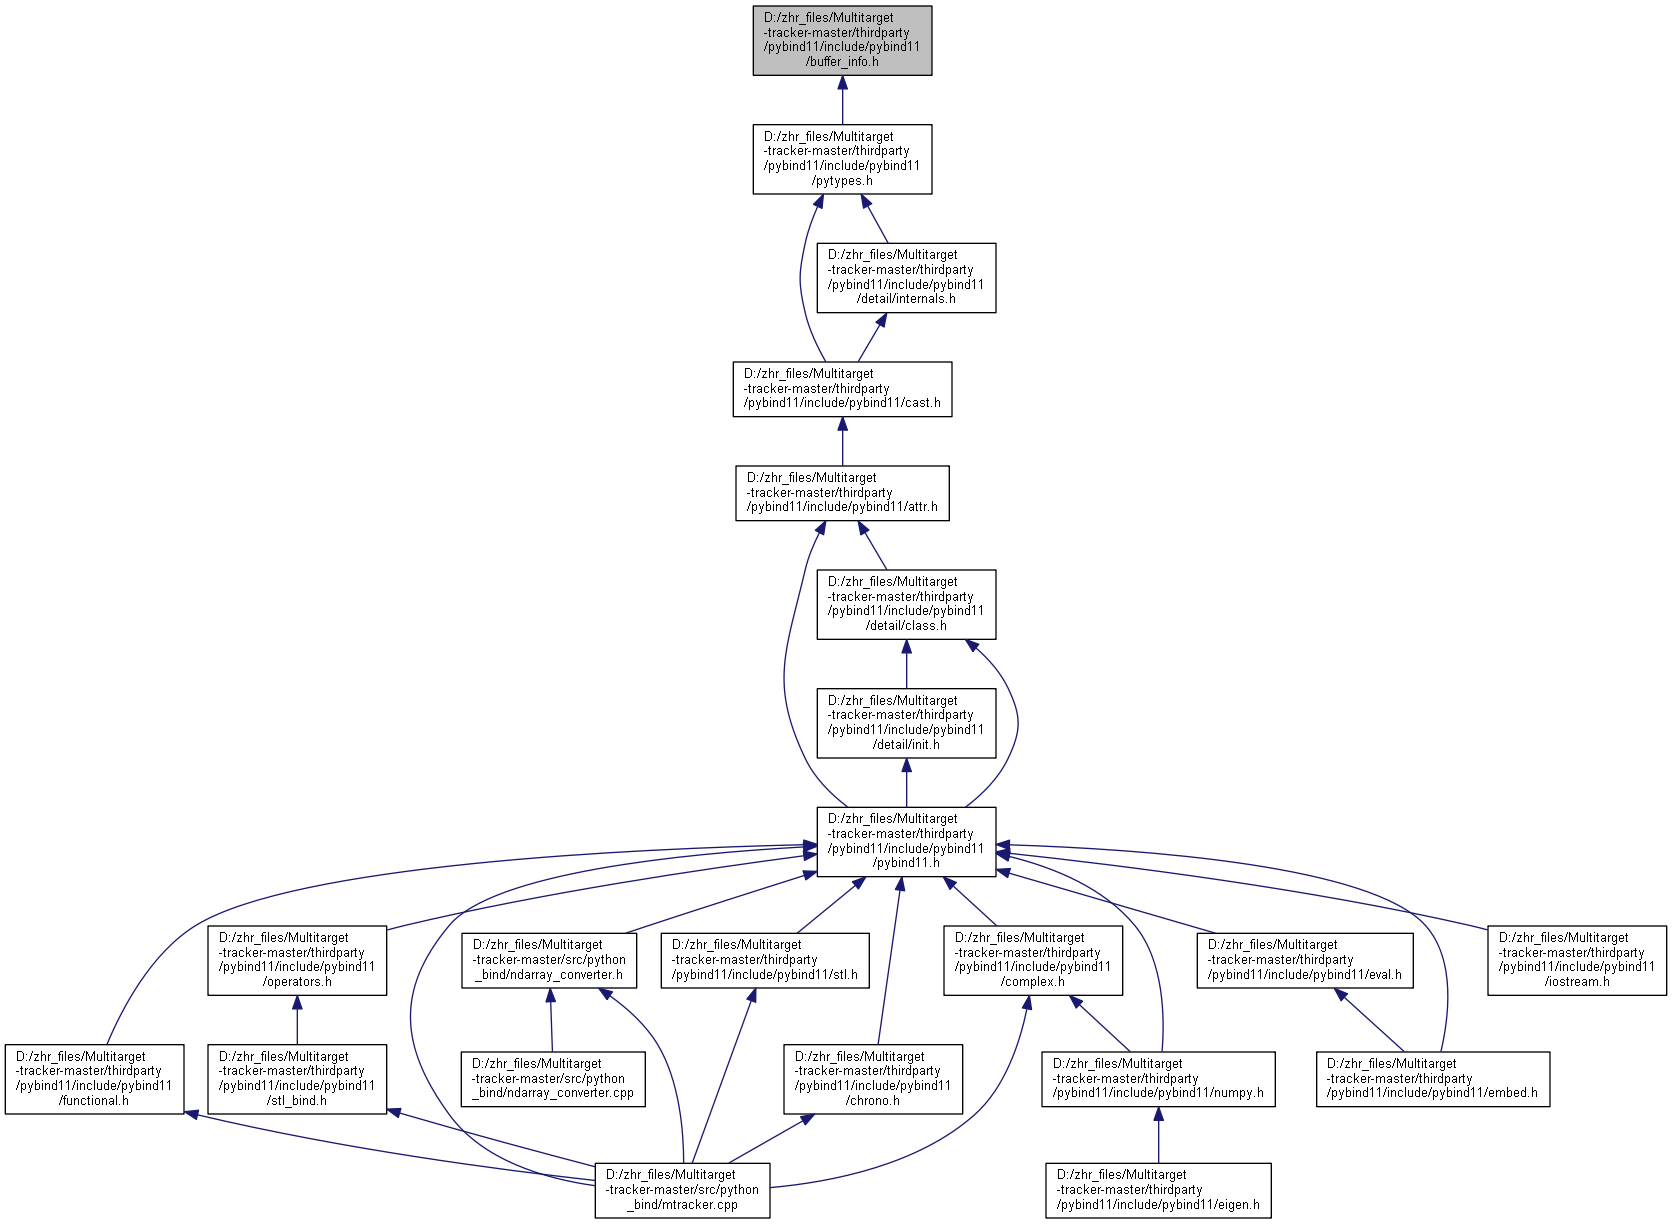 D:/zhr_files/Multitarget
-tracker-master/thirdparty
/pybind11/include/pybind11
/buffer_info.h
D:/zhr_files/Multitarget
-tracker-master/thirdparty
/pybind11/include/pybind11
/pytypes.h
D:/zhr_files/Multitarget
-tracker-master/thirdparty
/pybind11/include/pybind11
/detail/internals.h
D:/zhr_files/Multitarget
-tracker-master/thirdparty
/pybind11/include/pybind11/cast.h
D:/zhr_files/Multitarget
-tracker-master/thirdparty
/pybind11/include/pybind11/attr.h
D:/zhr_files/Multitarget
-tracker-master/thirdparty
/pybind11/include/pybind11
/detail/class.h
D:/zhr_files/Multitarget
-tracker-master/thirdparty
/pybind11/include/pybind11
/detail/init.h
D:/zhr_files/Multitarget
-tracker-master/thirdparty
/pybind11/include/pybind11
/pybind11.h
D:/zhr_files/Multitarget
-tracker-master/thirdparty
/pybind11/include/pybind11
/operators.h
D:/zhr_files/Multitarget
-tracker-master/src/python
_bind/ndarray_converter.h
D:/zhr_files/Multitarget
-tracker-master/thirdparty
/pybind11/include/pybind11/stl.h
D:/zhr_files/Multitarget
-tracker-master/thirdparty
/pybind11/include/pybind11
/complex.h
D:/zhr_files/Multitarget
-tracker-master/thirdparty
/pybind11/include/pybind11/eval.h
D:/zhr_files/Multitarget
-tracker-master/thirdparty
/pybind11/include/pybind11
/iostream.h
D:/zhr_files/Multitarget
-tracker-master/thirdparty
/pybind11/include/pybind11
/functional.h
D:/zhr_files/Multitarget
-tracker-master/thirdparty
/pybind11/include/pybind11
/stl_bind.h
D:/zhr_files/Multitarget
-tracker-master/src/python
_bind/ndarray_converter.cpp
D:/zhr_files/Multitarget
-tracker-master/thirdparty
/pybind11/include/pybind11
/chrono.h
D:/zhr_files/Multitarget
-tracker-master/thirdparty
/pybind11/include/pybind11/numpy.h
D:/zhr_files/Multitarget
-tracker-master/thirdparty
/pybind11/include/pybind11/embed.h
D:/zhr_files/Multitarget
-tracker-master/src/python
_bind/mtracker.cpp
D:/zhr_files/Multitarget
-tracker-master/thirdparty
/pybind11/include/pybind11/eigen.h